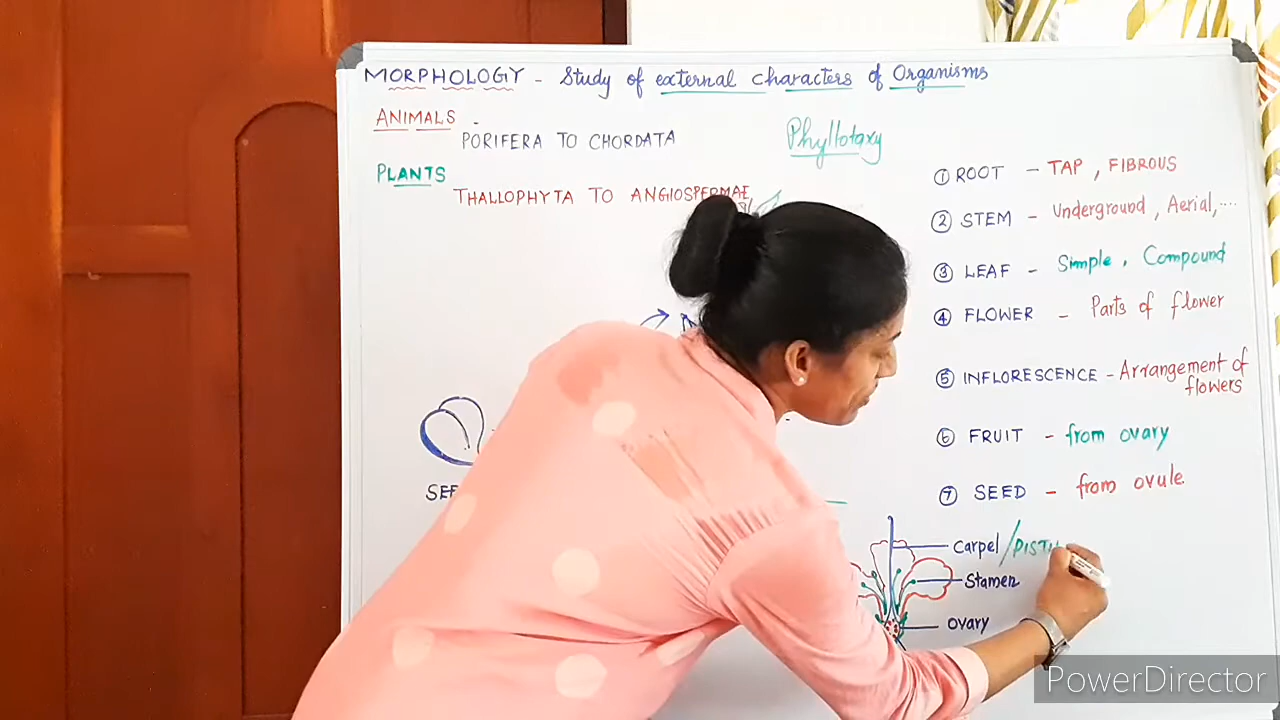 MORPHOLOGY - Study of external characters of Organisms
ANIMALS -
PORIFERA TO CHORDATA
Phyllotaxy
PLANTS
THALLOPHYTA TO ANGIOSPERMAE
① ROOT - TAP , FIBROUS
② STEM - Underground , Aerial,....
③ LEAF - Simple , Compound
④ FLOWER - Parts of flower
⑤ INFLORESCENCE - Arrangement of
flowers
⑥ FRUIT - from ovary
⑦ SEED - from ovule
SEE
Carpel /PISTI
Stamen
Ovary
PowerDirector